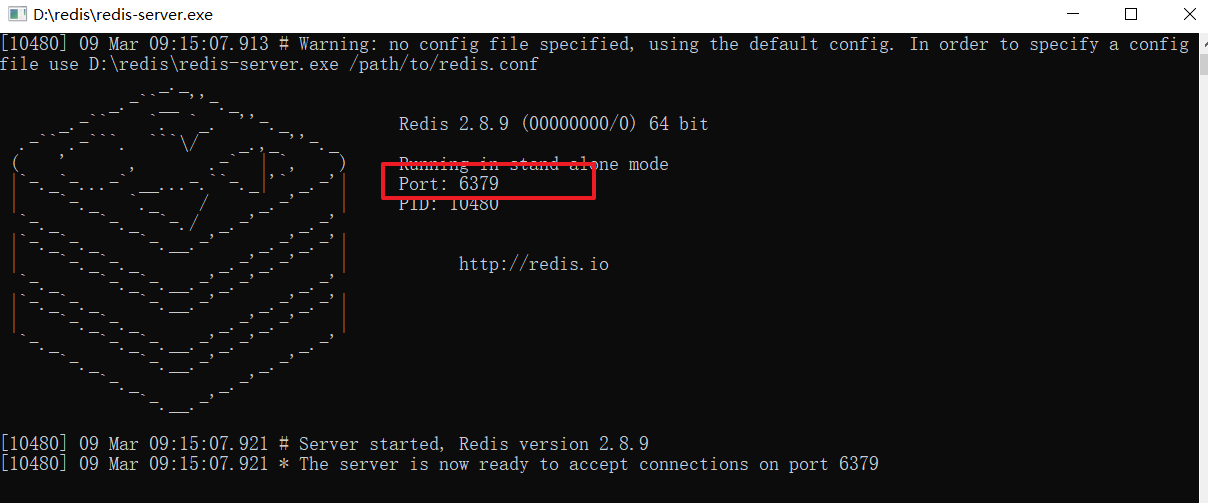 D:\redis\redis-server.exe
[10480] 09 Mar 09:15:07.913 # Warning: no config file specified, using the default config. In order to specify a config
file use D:\redis\redis-server.exe /path/to/redis.conf
Redis 2.8.9 (00000000/0) 64 bit
Running in stand alone mode
Port: 6379
PID: 10480
http://redis.io
[10480] 09 Mar 09:15:07.921 # Server started, Redis version 2.8.9
[10480] 09 Mar 09:15:07.921 * The server is now ready to accept connections on port 6379